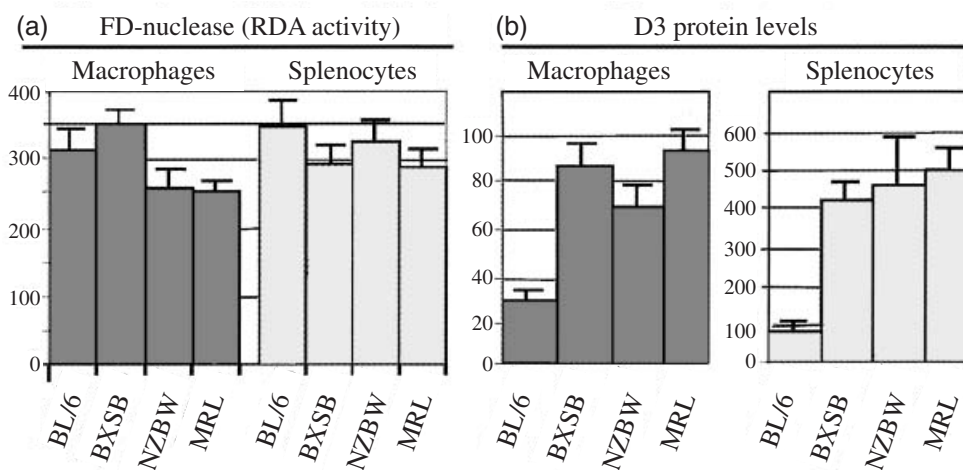 (a) FD-nuclease (RDA activity)
Macrophages Splenocytes
400
300
200
100
0
BL/6 BXSB NZBW MRL BL/6 BXSB NZBW MRL
(b) D3 protein levels
Macrophages Splenocytes
100
80
60
40
20
0
BL/6 BXSB NZBW MRL
600
500
400
300
200
100
0
BL/6 BXSB NZBW MRL